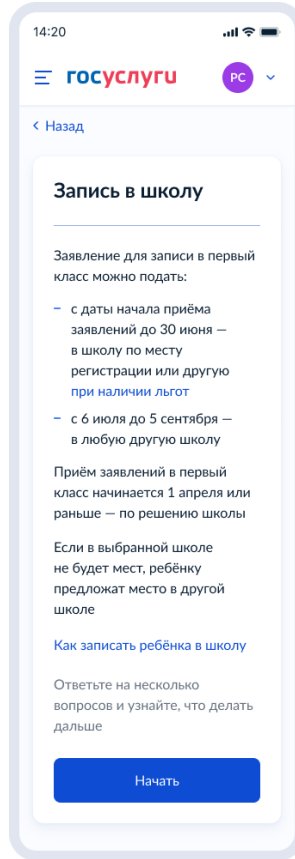 14:20
госуслуги
РС
Назад
Запись в школу
Заявление для записи в первый
класс можно подать:
– с даты начала приёма
заявлений до 30 июня —
в школу по месту
регистрации или другую
при наличии льгот
– с 6 июля до 5 сентября —
в любую другую школу
Приём заявлений в первый
класс начинается 1 апреля или
раньше — по решению школы
Если в выбранной школе
не будет мест, ребёнку
предложат место в другой
школе
Как записать ребёнка в школу
Ответьте на несколько
вопросов и узнайте, что делать
дальше
Начать